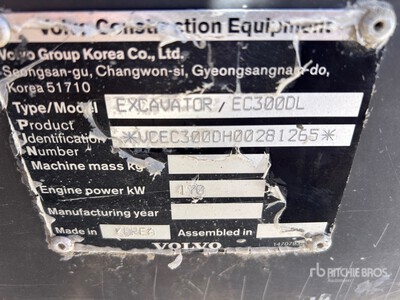 Volvo Construction Equipment
Volvo Group Korea Co., Ltd.
Seongsan-gu, Changwon-si, Gyeongsangnam-do,
Korea 51710
Type/Model EXCAVATOR / EC300DL
Product
Identification *VCEC300DH00281265*
Number
Machine mass kg
Engine power kW
Manufacturing year
Made in KOREA Assembled in
VOLVO
rb ritchie bros